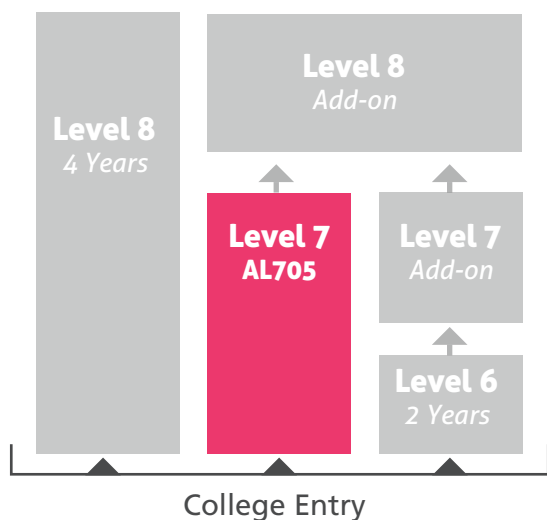 Level 8
4 Years
Level 8
Add-on
Level 7
AL705
Level 7
Add-on
Level 6
2 Years
College Entry